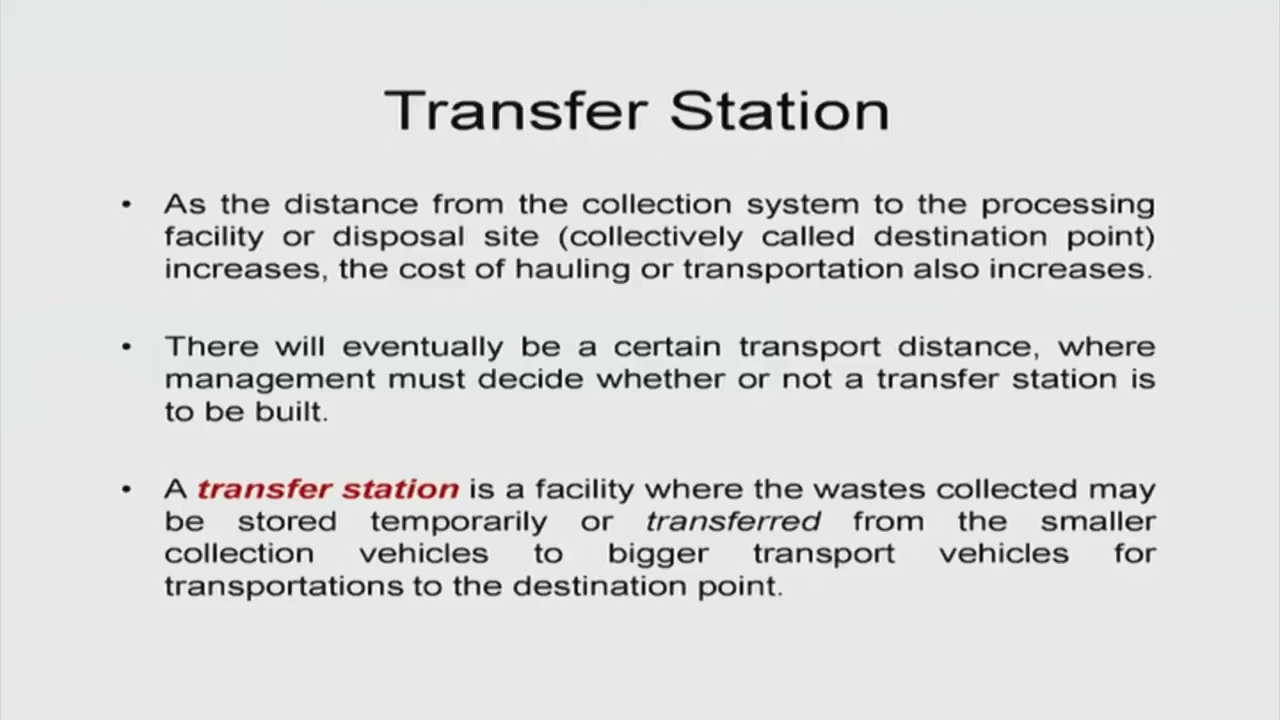 Transfer Station
• As the distance from the collection system to the processing
facility or disposal site (collectively called destination point)
increases, the cost of hauling or transportation also increases.
• There will eventually be a certain transport distance, where
management must decide whether or not a transfer station is
to be built.
• A transfer station is a facility where the wastes collected may
be stored temporarily or transferred from the smaller
collection vehicles to bigger transport vehicles for
transportations to the destination point.